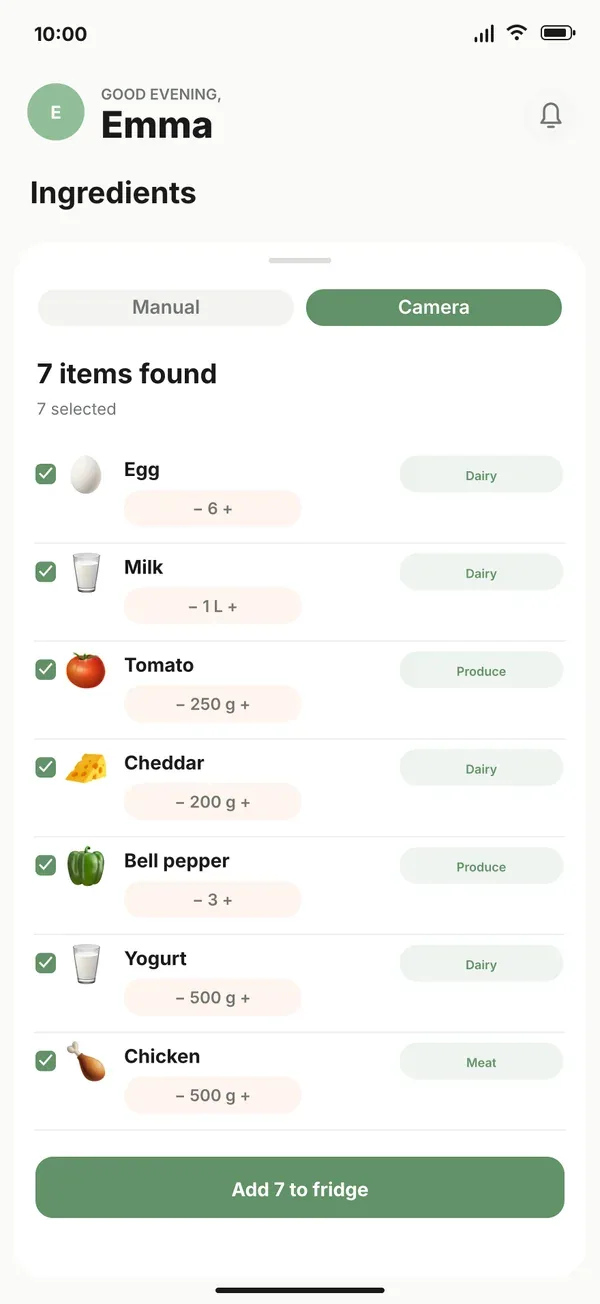 10:00
GOOD EVENING,
E
Emma
Ingredients
Manual
Camera
7 items found
7 selected
Egg
Dairy
− 6 +
Milk
Dairy
− 1 L +
Tomato
Produce
− 250 g +
Cheddar
Dairy
− 200 g +
Bell pepper
Produce
− 3 +
Yogurt
Dairy
− 500 g +
Chicken
Meat
− 500 g +
Add 7 to fridge